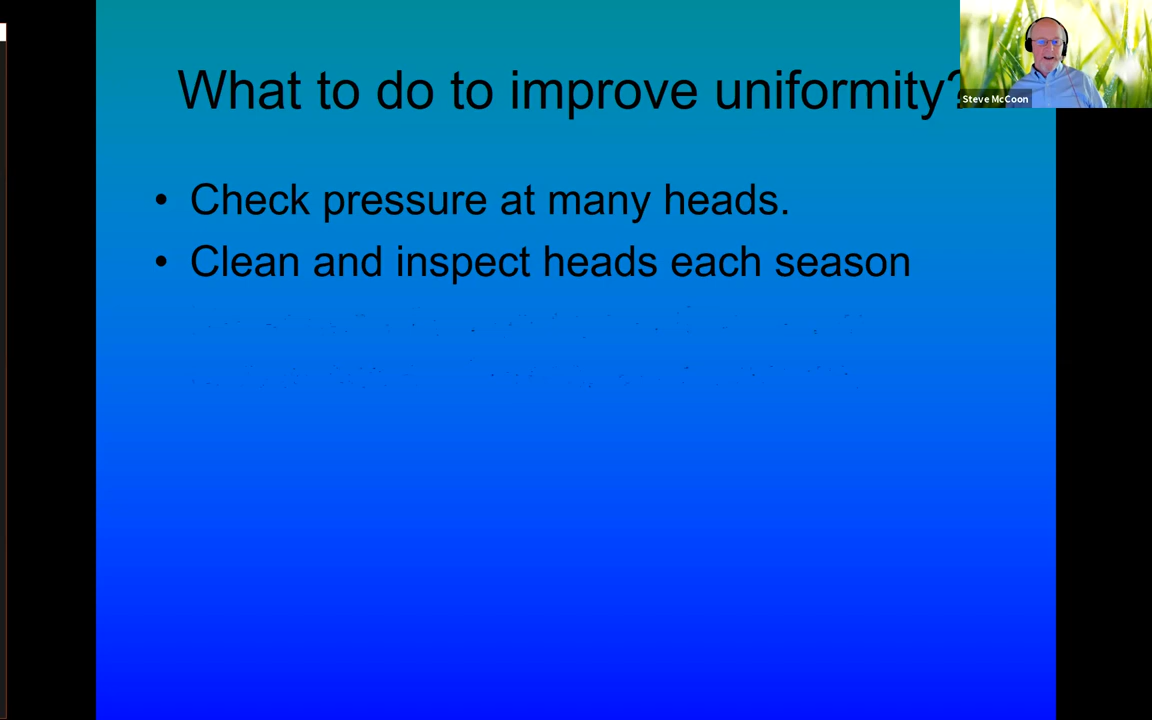 What to do to improve uniformity?
Steve McCoon
• Check pressure at many heads.
• Clean and inspect heads each season